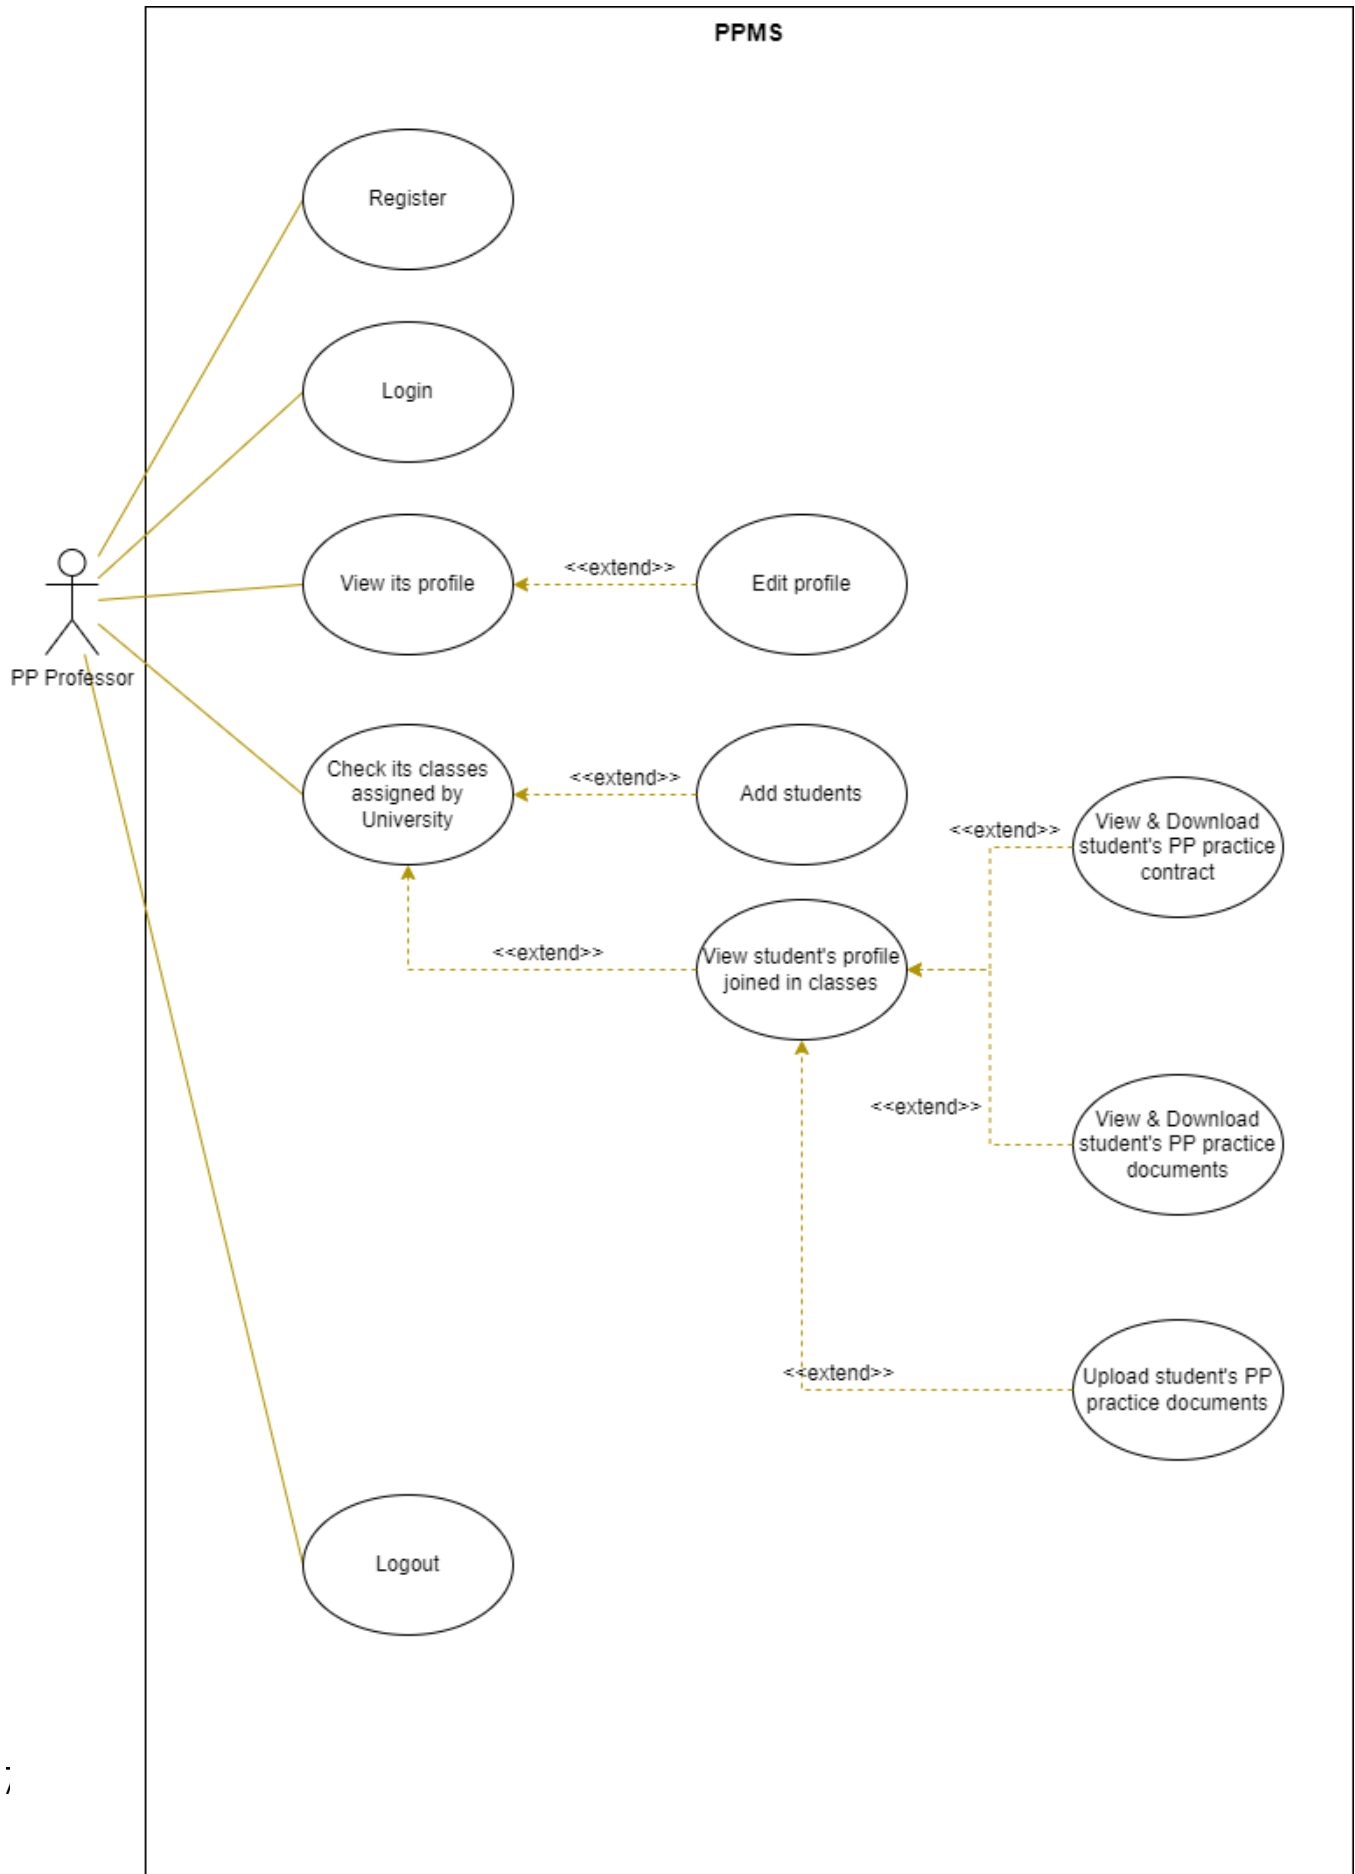 PPMS
Register
Login
View its profile
<<extend>>
Edit profile
PP Professor
Check its classes
assigned by
University
<<extend>>
Add students
<<extend>>
View & Download
student's PP practice
contract
<<extend>>
View student's profile
joined in classes
<<extend>>
View & Download
student's PP practice
documents
<<extend>>
Upload student's PP
practice documents
Logout